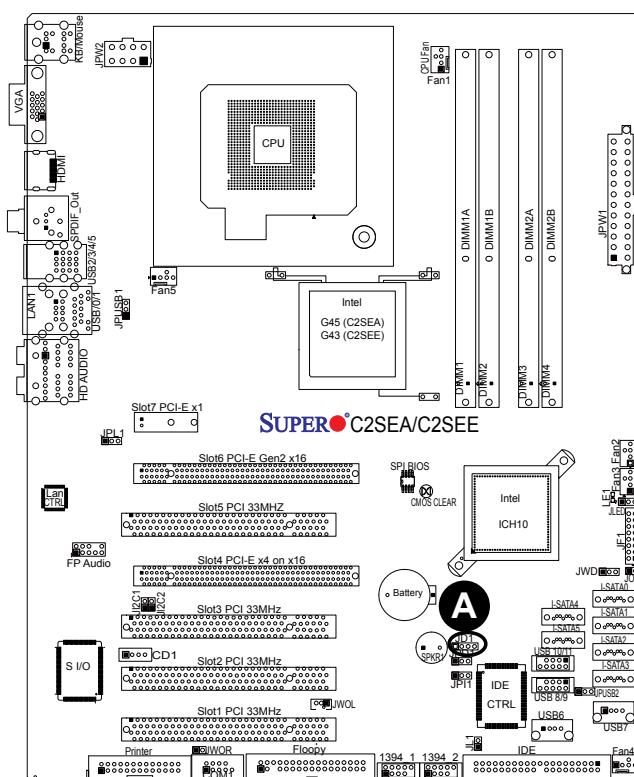 KB/Mouse
JPW2
CPU Fan
Fan1
VGA
CPU
HDMI
SPDIF_Out
USB2/3/4/5
LAN1
USB/0/1
JPUSB1
HD AUDIO
Fan5
DIMM1A
DIMM1B
DIMM2A
DIMM2B
JPW1
Intel
G45 (C2SEA)
G43 (C2SEE)
DIMM1
DIMM2
DIMM3
DIMM4
Slot7 PCI-E x1
SUPER C2SEA/C2SEE
JPL1
Slot6 PCI-E Gen2 x16
SPI BIOS
CMOS CLEAR
Intel
ICH10
Fan2
Fan3
LE1
JLED
JF1
Lan
CTRL
Slot5 PCI 33MHZ
FP Audio
Slot4 PCI-E x4 on x16
JWD
Battery
A
I-SATA0
I-SATA1
I-SATA2
I-SATA3
I-SATA4
I-SATA5
JI2C1
JI2C2
Slot3 PCI 33MHz
JD1
SPKR1
S I/O
CD1
Slot2 PCI 33MHz
JPI1
IDE
CTRL
USB 10/11
USB 8/9
JPUSB2
USB6
USB7
JWOL
Slot1 PCI 33MHz
Printer
JWOR
Floppy
1394_1
1394_2
IDE
Fan4